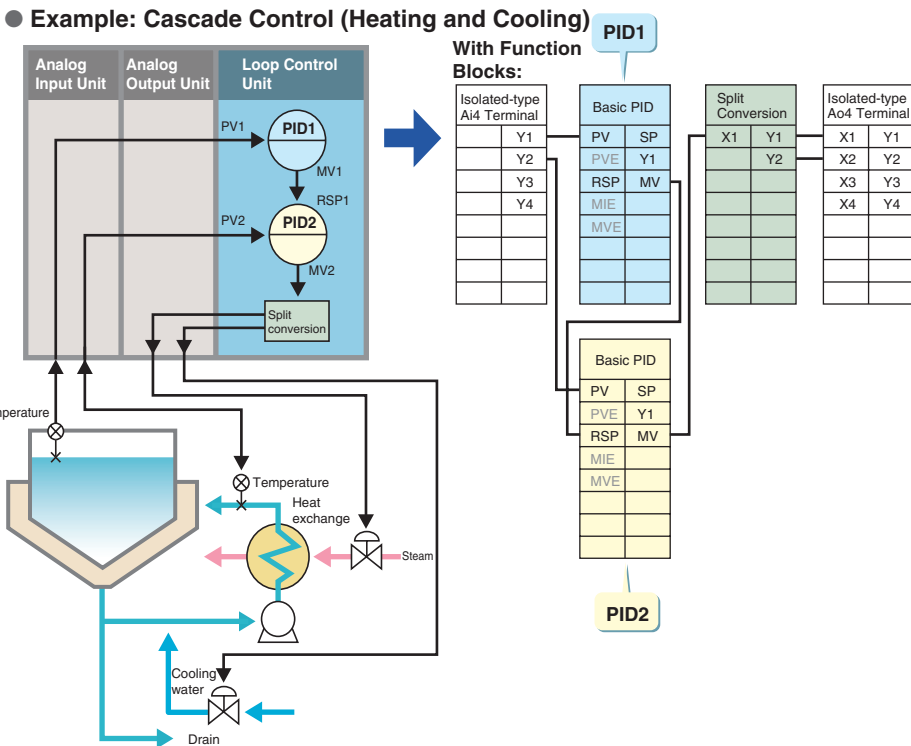 ● Example: Cascade Control (Heating and Cooling)
PID1
With Function
Blocks:
Analog
Input Unit
Analog
Output Unit
Loop Control
Unit
PV1
PID1
MV1
RSP1
PV2
PID2
MV2
Split
conversion
Isolated-type
Ai4 Terminal
Y1
Y2
Y3
Y4
Basic PID
PV SP
PVE Y1
RSP MV
MIE
MVE
Split
Conversion
X1 Y1
Y2
Isolated-type
Ao4 Terminal
X1 Y1
X2 Y2
X3 Y3
X4 Y4
Basic PID
PV SP
PVE Y1
RSP MV
MIE
MVE
PID2
mperature
Temperature
Heat
exchange
Steam
Cooling
water
Drain